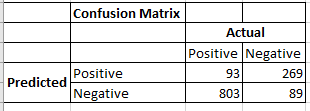 Confusion Matrix
Actual
Positive Negative
Predicted Positive 93 269
Negative 803 89